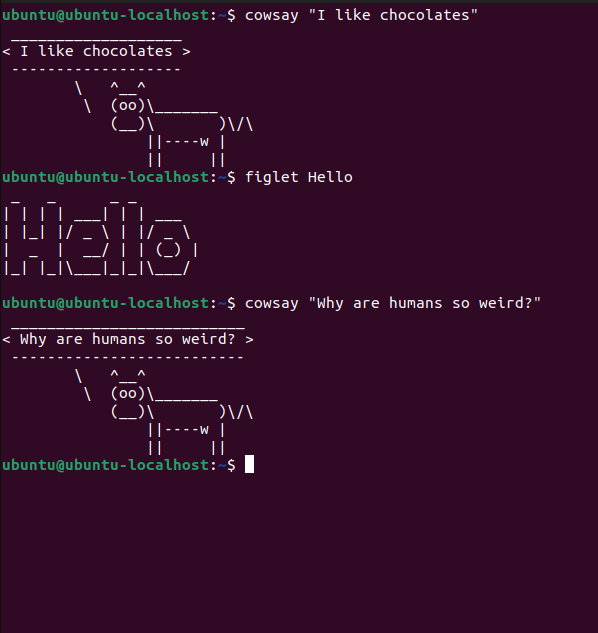 ubuntu@ubuntu-localhost:~$ cowsay "I like chocolates"
 ___________________
< I like chocolates >
 -------------------
        \   ^__^
         \  (oo)\_______
            (__)\       )\/\
                ||----w |
                ||     ||
ubuntu@ubuntu-localhost:~$ figlet Hello
 _   _      _ _
| | | | ___| | | ___
| |_| |/ _ \ | |/ _ \
|  _  |  __/ | | (_) |
|_| |_|\___|_|_|\___/

ubuntu@ubuntu-localhost:~$ cowsay "Why are humans so weird?"
 __________________________
< Why are humans so weird? >
 --------------------------
        \   ^__^
         \  (oo)\_______
            (__)\       )\/\
                ||----w |
                ||     ||
ubuntu@ubuntu-localhost:~$